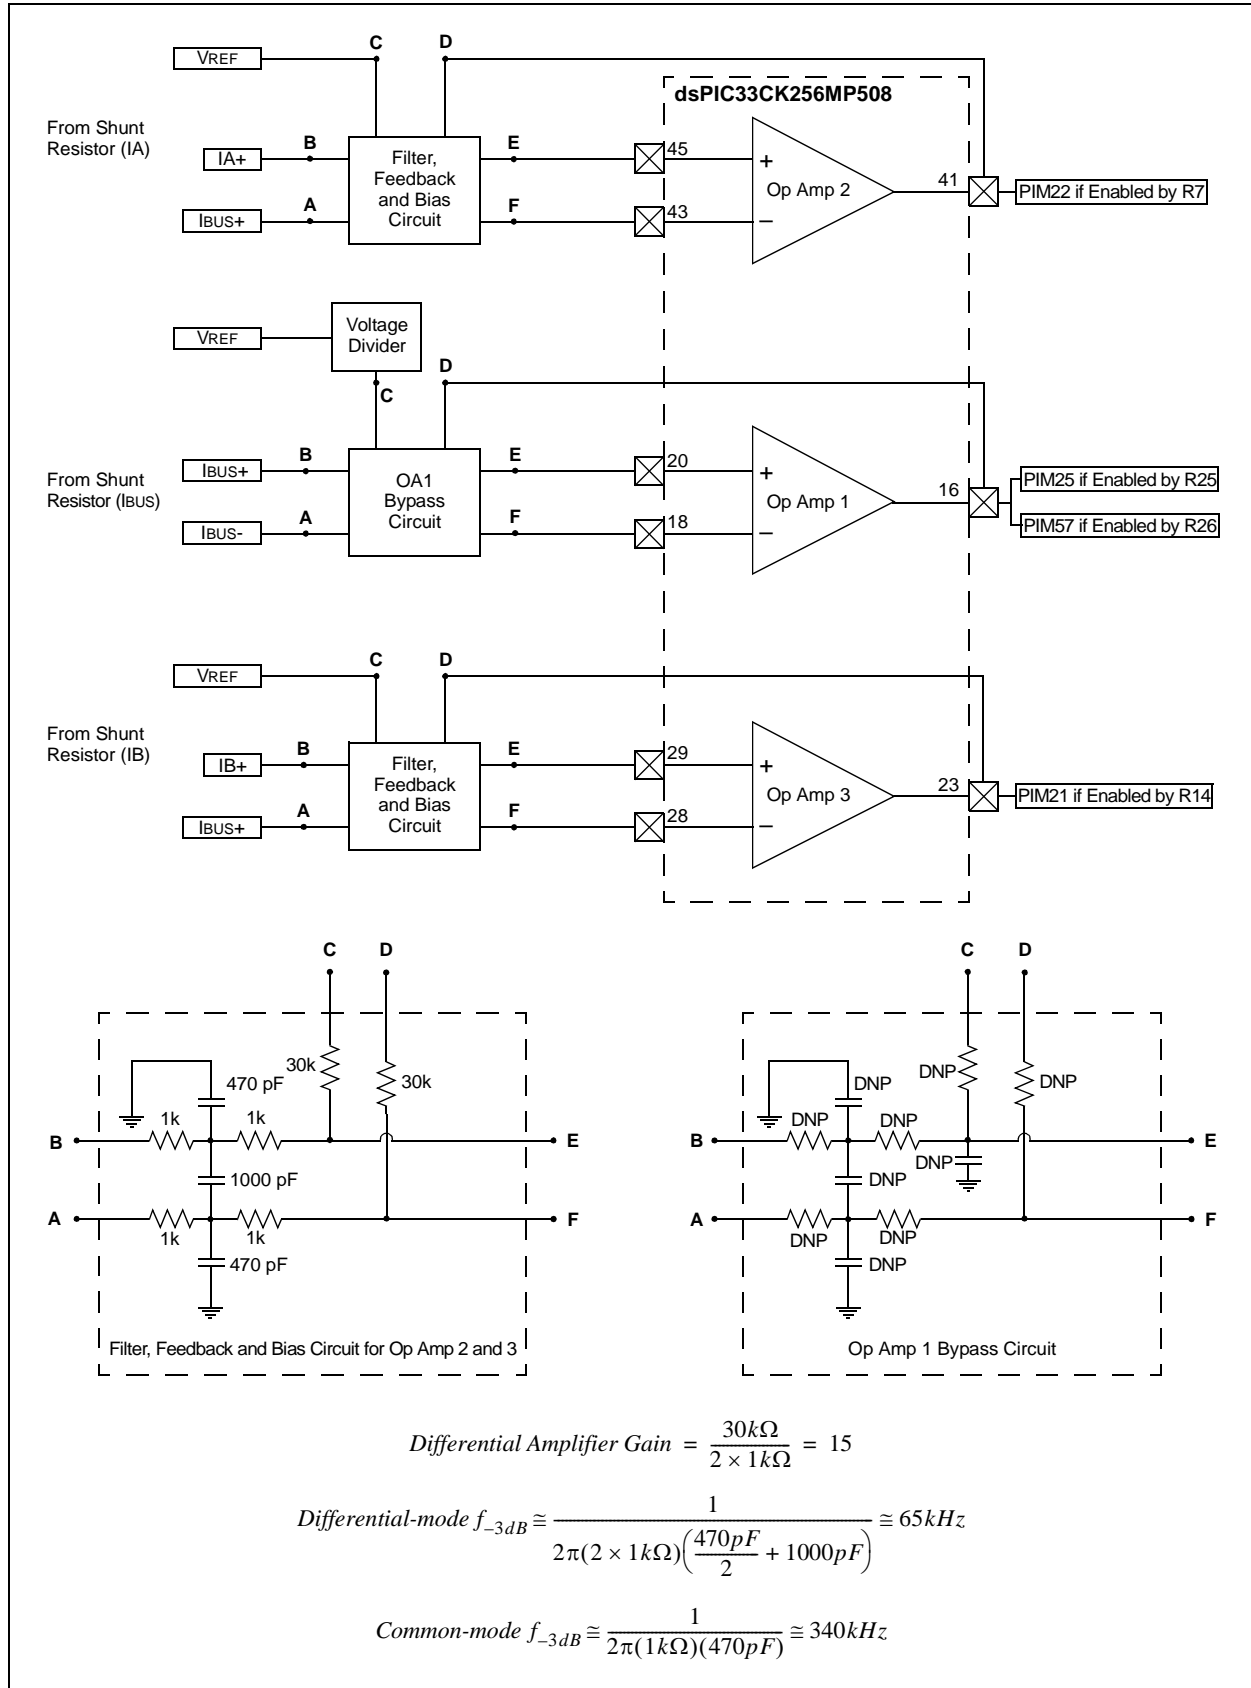 C
D
VREF
dsPIC33CK256MP508
From Shunt
Resistor (IA)
B
E
IA+
Filter,
Feedback
and Bias
Circuit
45
+
Op Amp 2
41
PIM22 if Enabled by R7
A
F
IBUS+
43
−
VREF
Voltage
Divider
D
C
B
E
IBUS+
OA1
Bypass
Circuit
20
+
Op Amp 1
16
PIM25 if Enabled by R25
From Shunt
Resistor (IBUS)
A
F
IBUS-
18
−
PIM57 if Enabled by R26
C
D
VREF
From Shunt
Resistor (IB)
B
E
IB+
Filter,
Feedback
and Bias
Circuit
29
+
Op Amp 3
23
PIM21 if Enabled by R14
A
F
IBUS+
28
−
C
D
30k
30k
470 pF
1k
1k
B
E
1000 pF
A
F
1k
1k
470 pF
Filter, Feedback and Bias Circuit for Op Amp 2 and 3
C
D
DNP
DNP
DNP
DNP
DNP
B
E
DNP
DNP
A
F
DNP
DNP
DNP
Op Amp 1 Bypass Circuit
Differential Amplifier Gain = 30kΩ / 2 × 1kΩ = 15
Differential-mode f−3dB ≅ 1 / 2π(2 × 1kΩ)(470pF / 2 + 1000pF) ≅ 65kHz
Common-mode f−3dB ≅ 1 / 2π(1kΩ)(470pF) ≅ 340kHz